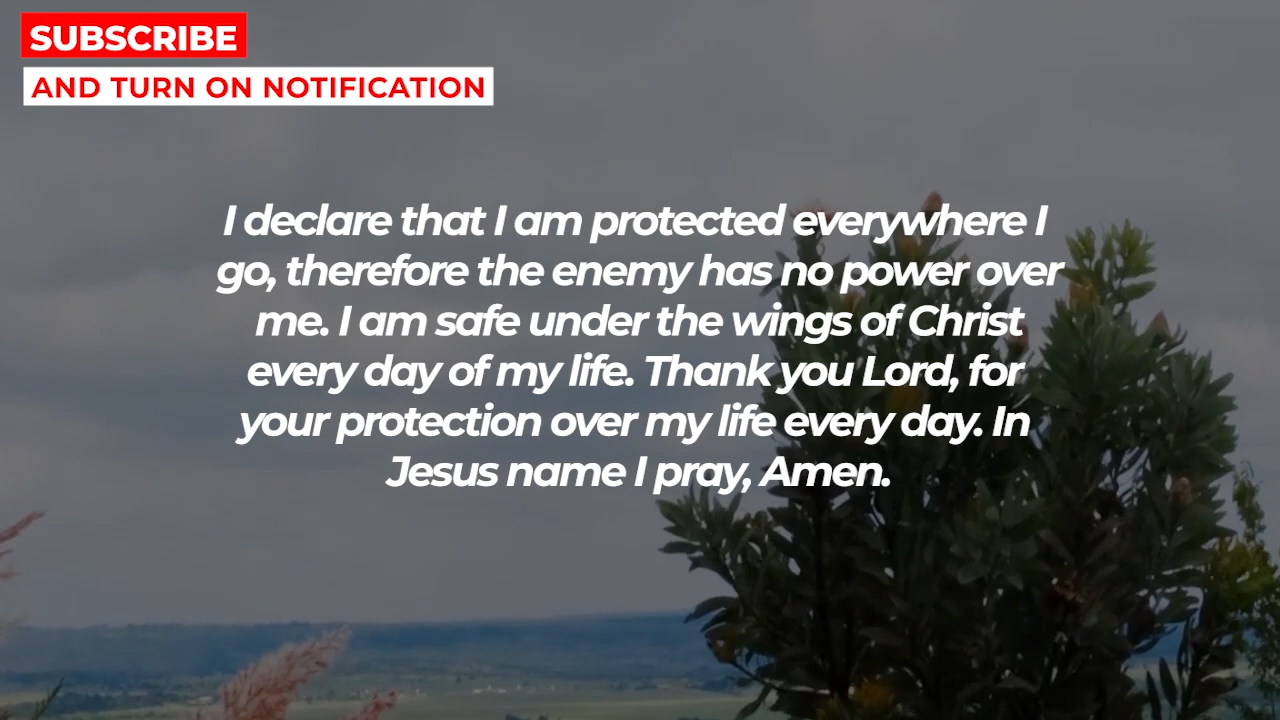 SUBSCRIBE
AND TURN ON NOTIFICATION
I declare that I am protected everywhere I
go, therefore the enemy has no power over
me. I am safe under the wings of Christ
every day of my life. Thank you Lord, for
your protection over my life every day. In
Jesus name I pray, Amen.